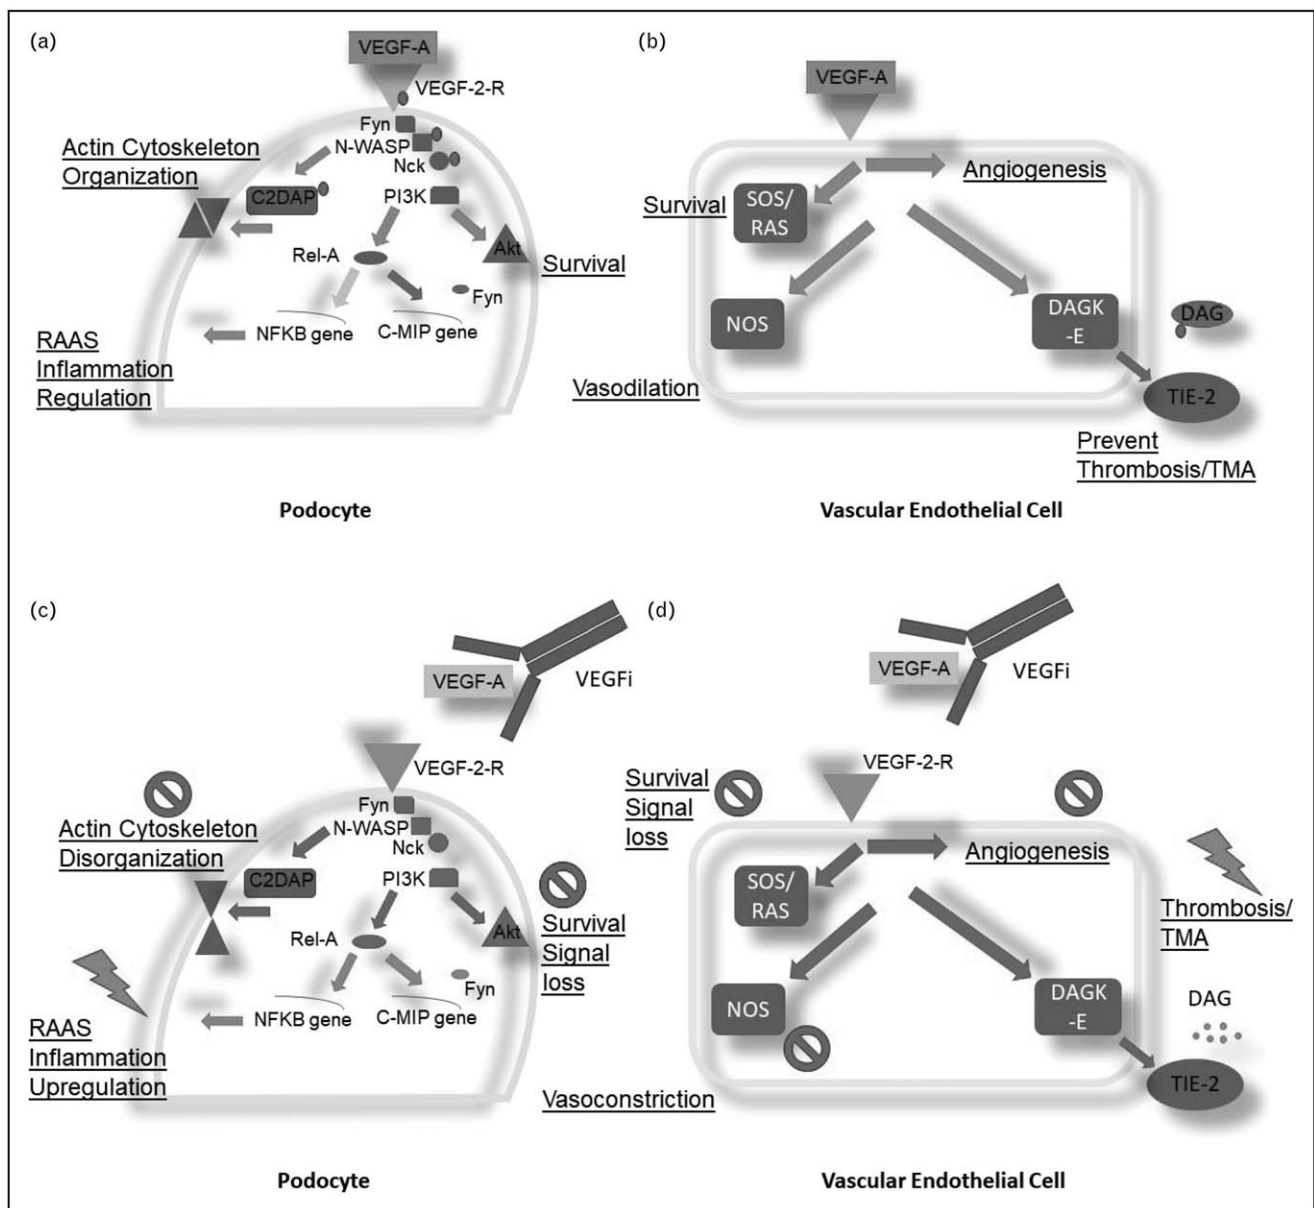 (a)
VEGF-A
VEGF-2-R
Fyn
N-WASP
Nck
Actin Cytoskeleton
Organization
C2DAP
PI3K
Rel-A
Akt
Survival
Fyn
NFKB gene
C-MIP gene
RAAS
Inflammation
Regulation
Podocyte
(b)
VEGF-A
Angiogenesis
Survival
SOS/
RAS
NOS
DAGK
-E
DAG
TIE-2
Vasodilation
Prevent
Thrombosis/TMA
Vascular Endothelial Cell
(c)
VEGF-A
VEGFi
VEGF-2-R
Fyn
N-WASP
Nck
Actin Cytoskeleton
Disorganization
C2DAP
PI3K
Rel-A
Akt
Survival
Signal
loss
Fyn
NFKB gene
C-MIP gene
RAAS
Inflammation
Upregulation
Podocyte
(d)
VEGF-A
VEGFi
VEGF-2-R
Survival
Signal
loss
Angiogenesis
SOS/
RAS
Thrombosis/
TMA
NOS
DAGK
-E
DAG
TIE-2
Vasoconstriction
Vascular Endothelial Cell